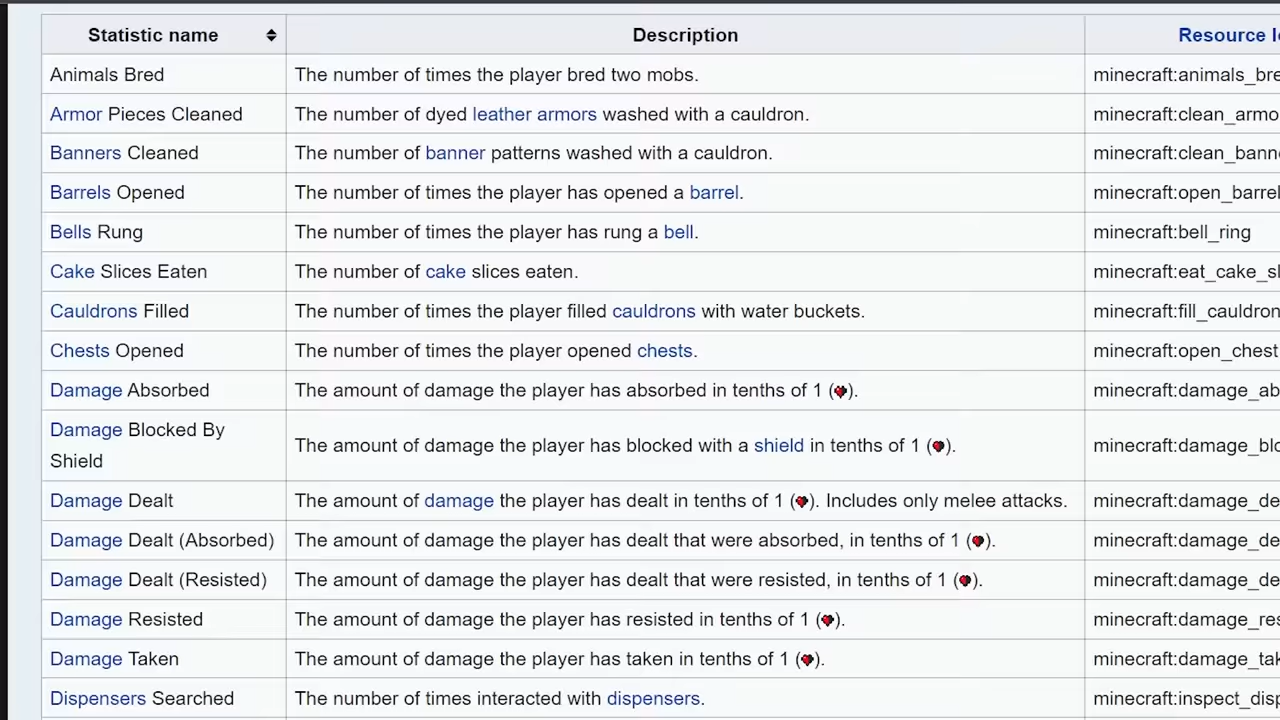 Statistic name Description Resource
Animals Bred The number of times the player bred two mobs. minecraft:animals_bre
Armor Pieces Cleaned The number of dyed leather armors washed with a cauldron. minecraft:clean_armo
Banners Cleaned The number of banner patterns washed with a cauldron. minecraft:clean_bann
Barrels Opened The number of times the player has opened a barrel. minecraft:open_barrel
Bells Rung The number of times the player has rung a bell. minecraft:bell_ring
Cake Slices Eaten The number of cake slices eaten. minecraft:eat_cake_sl
Cauldrons Filled The number of times the player filled cauldrons with water buckets. minecraft:fill_cauldron
Chests Opened The number of times the player opened chests. minecraft:open_chest
Damage Absorbed The amount of damage the player has absorbed in tenths of 1 (). minecraft:damage_ab
Damage Blocked By
Shield The amount of damage the player has blocked with a shield in tenths of 1 (). minecraft:damage_blo
Damage Dealt The amount of damage the player has dealt in tenths of 1 (). Includes only melee attacks. minecraft:damage_de
Damage Dealt (Absorbed) The amount of damage the player has dealt that were absorbed, in tenths of 1 (). minecraft:damage_de
Damage Dealt (Resisted) The amount of damage the player has dealt that were resisted, in tenths of 1 (). minecraft:damage_de
Damage Resisted The amount of damage the player has resisted in tenths of 1 (). minecraft:damage_res
Damage Taken The amount of damage the player has taken in tenths of 1 (). minecraft:damage_tak
Dispensers Searched The number of times interacted with dispensers. minecraft:inspect_disp